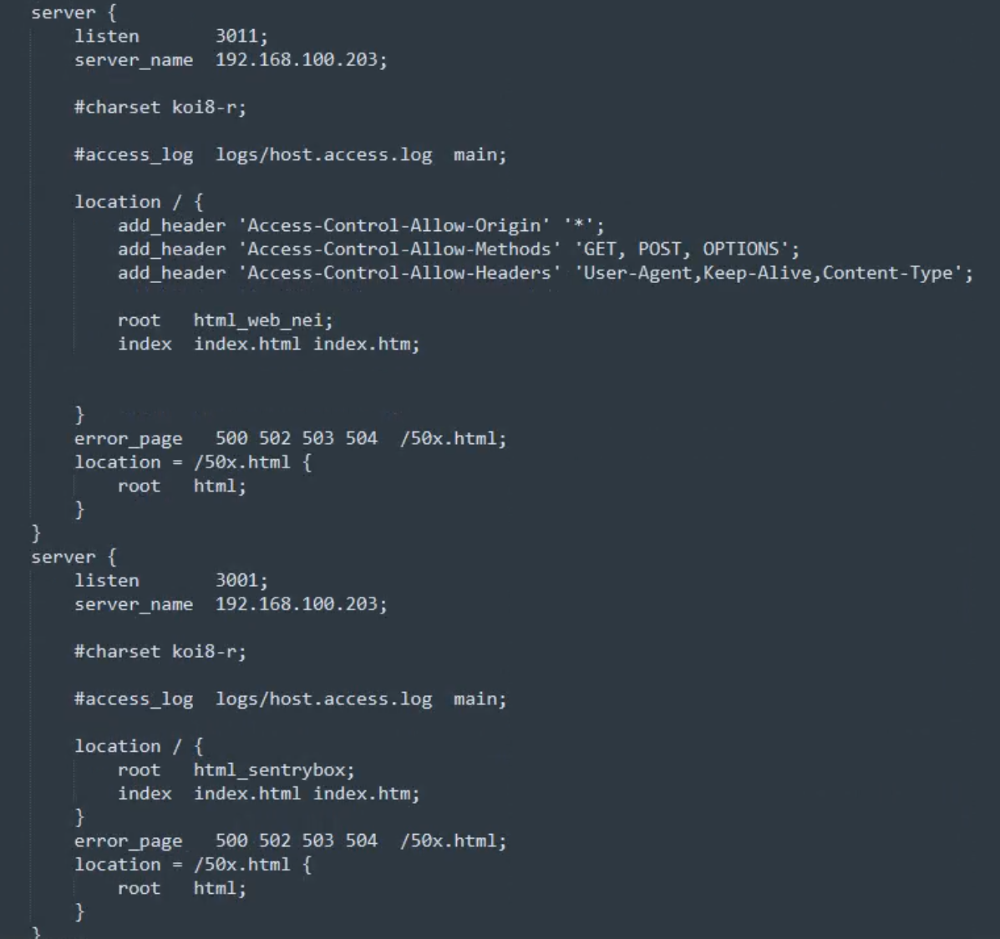 server {
    listen       3011;
    server_name  192.168.100.203;
    #charset koi8-r;
    #access_log  logs/host.access.log  main;
    location / {
        add_header 'Access-Control-Allow-Origin' '*';
        add_header 'Access-Control-Allow-Methods' 'GET, POST, OPTIONS';
        add_header 'Access-Control-Allow-Headers' 'User-Agent,Keep-Alive,Content-Type';
        root   html_web_nei;
        index  index.html index.htm;
    }
    error_page   500 502 503 504  /50x.html;
    location = /50x.html {
        root   html;
    }
}
server {
    listen       3001;
    server_name  192.168.100.203;
    #charset koi8-r;
    #access_log  logs/host.access.log  main;
    location / {
        root   html_sentrybox;
        index  index.html index.htm;
    }
    error_page   500 502 503 504  /50x.html;
    location = /50x.html {
        root   html;
    }
}